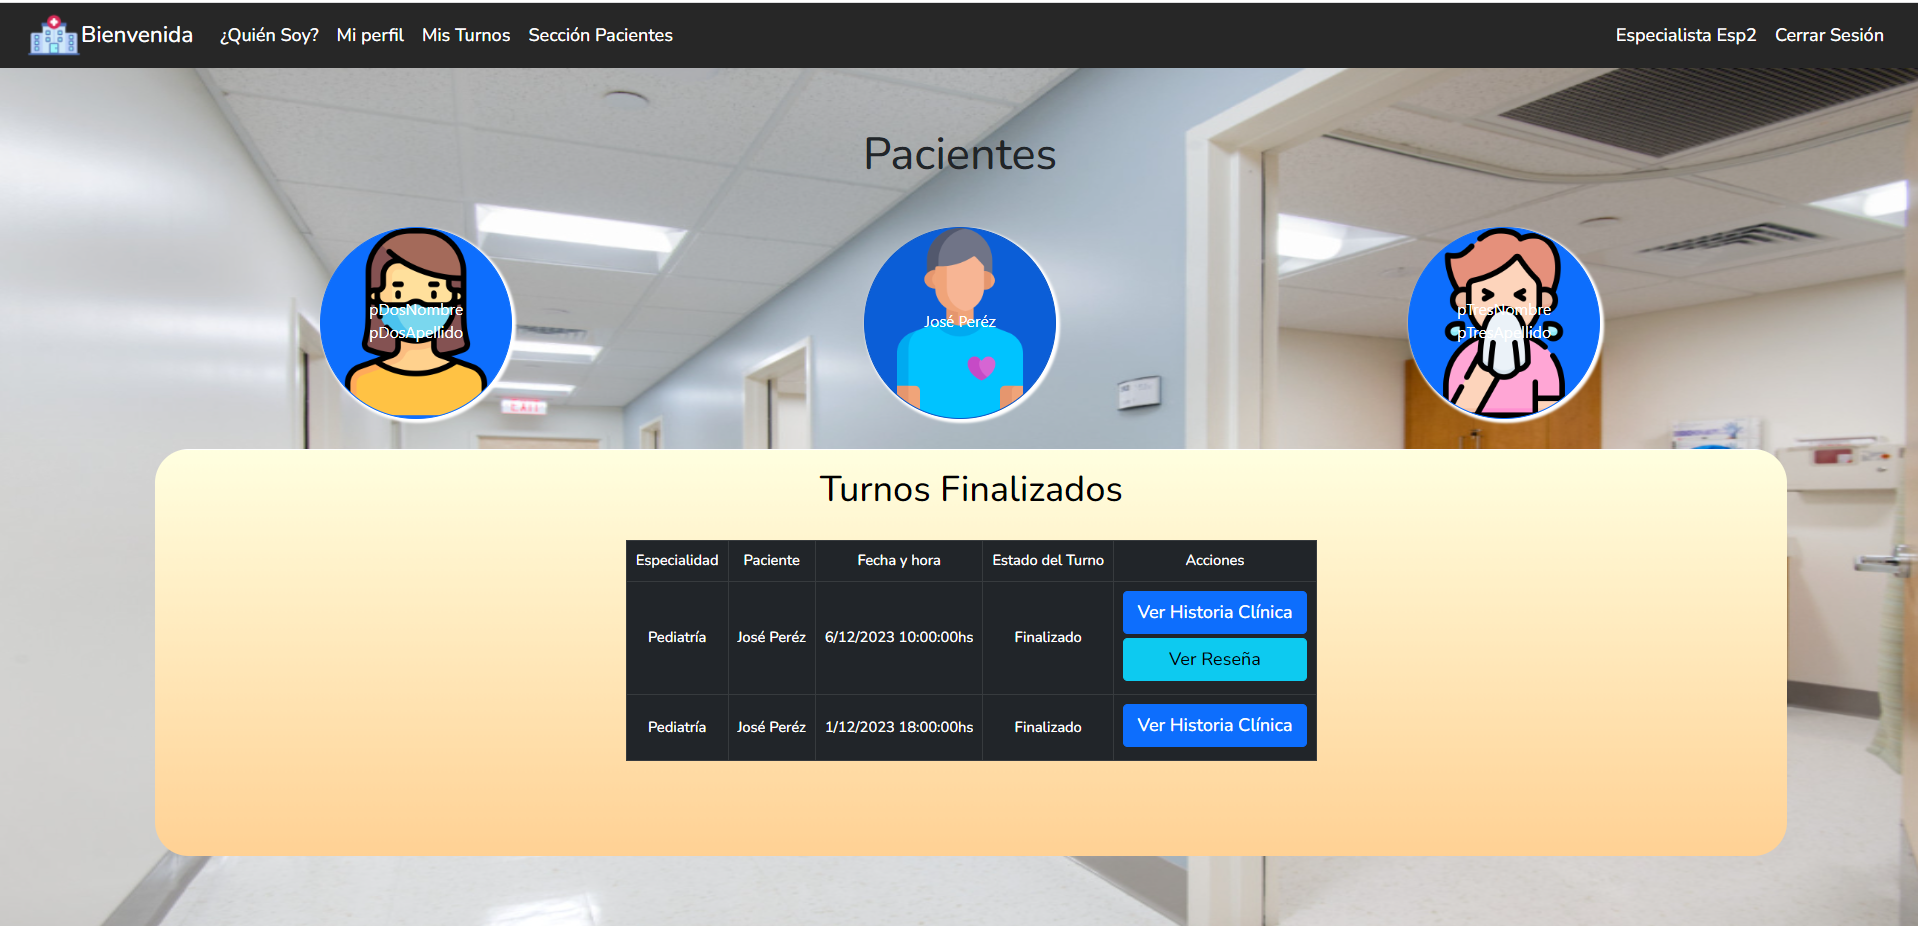 Bienvenida ¿Quién Soy? Mi perfil Mis Turnos Sección Pacientes Especialista Esp2 Cerrar Sesión
Pacientes
pDosNombre
pDosApellido
José Peréz
pTresNombre
pTresApellido
EXIT
Turnos Finalizados
Especialidad Paciente Fecha y hora Estado del Turno Acciones
Pediatría José Peréz 6/12/2023 10:00:00hs Finalizado Ver Historia Clínica
Ver Reseña
Pediatría José Peréz 1/12/2023 18:00:00hs Finalizado Ver Historia Clínica